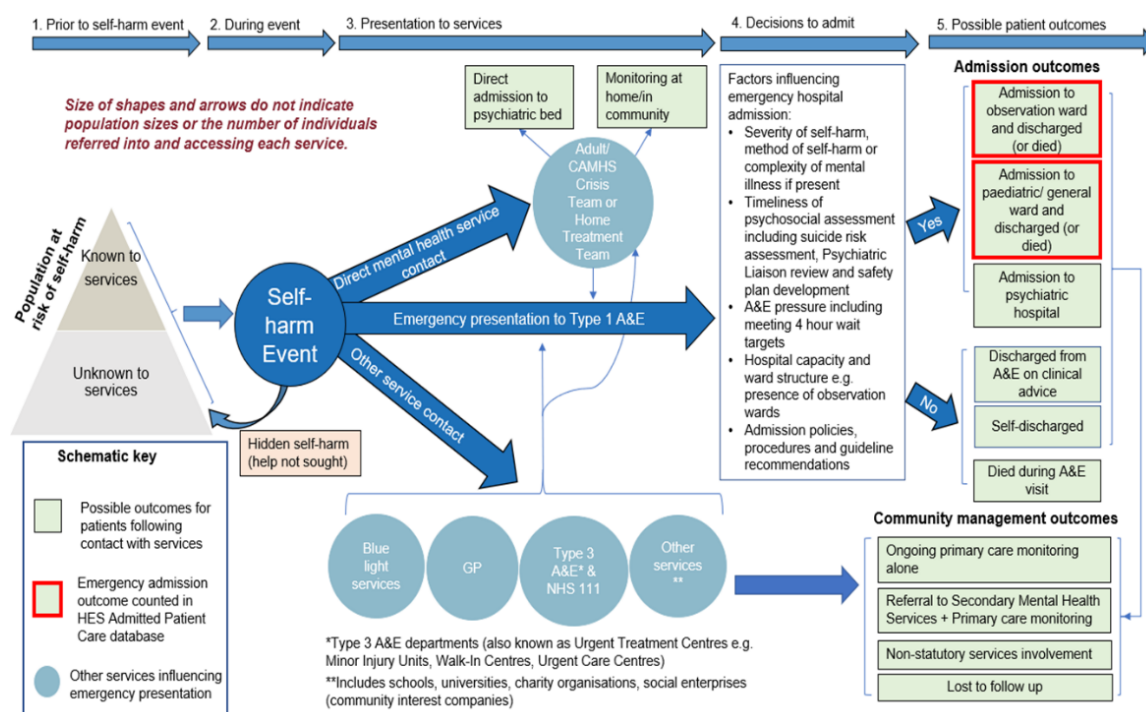 1. Prior to self-harm event
2. During event
3. Presentation to services
4. Decisions to admit
5. Possible patient outcomes
Size of shapes and arrows do not indicate
population sizes or the number of individuals
referred into and accessing each service.
Population at
risk of self-harm
Known to
services
Unknown to
services
Self-
harm
Event
Hidden self-harm
(help not sought)
Direct mental health service
contact
Emergency presentation to Type 1 A&E
Other service contact
Direct
admission to
psychiatric bed
Monitoring at
home/in
community
Adult/
CAMHS
Crisis
Team or
Home
Treatment
Team
Factors influencing
emergency hospital
admission:
• Severity of self-harm,
method of self-harm or
complexity of mental
illness if present
• Timeliness of
psychosocial assessment
including suicide risk
assessment, Psychiatric
Liaison review and safety
plan development
• A&E pressure including
meeting 4 hour wait
targets
• Hospital capacity and
ward structure e.g.
presence of observation
wards
• Admission policies,
procedures and guideline
recommendations
Yes
No
Admission outcomes
Admission to
observation ward
and discharged
(or died)
Admission to
paediatric/ general
ward and
discharged (or
died)
Admission to
psychiatric
hospital
Discharged from
A&E on clinical
advice
Self-discharged
Died during A&E
visit
Community management outcomes
Ongoing primary care monitoring
alone
Referral to Secondary Mental Health
Services + Primary care monitoring
Non-statutory services involvement
Lost to follow up
Blue
light
services
GP
Type 3
A&E* &
NHS 111
Other
services
**
*Type 3 A&E departments (also known as Urgent Treatment Centres e.g.
Minor Injury Units, Walk-In Centres, Urgent Care Centres)
**Includes schools, universities, charity organisations, social enterprises
(community interest companies)
Schematic key
Possible outcomes for
patients following
contact with services
Emergency admission
outcome counted in
HES Admitted Patient
Care database
Other services influencing
emergency presentation